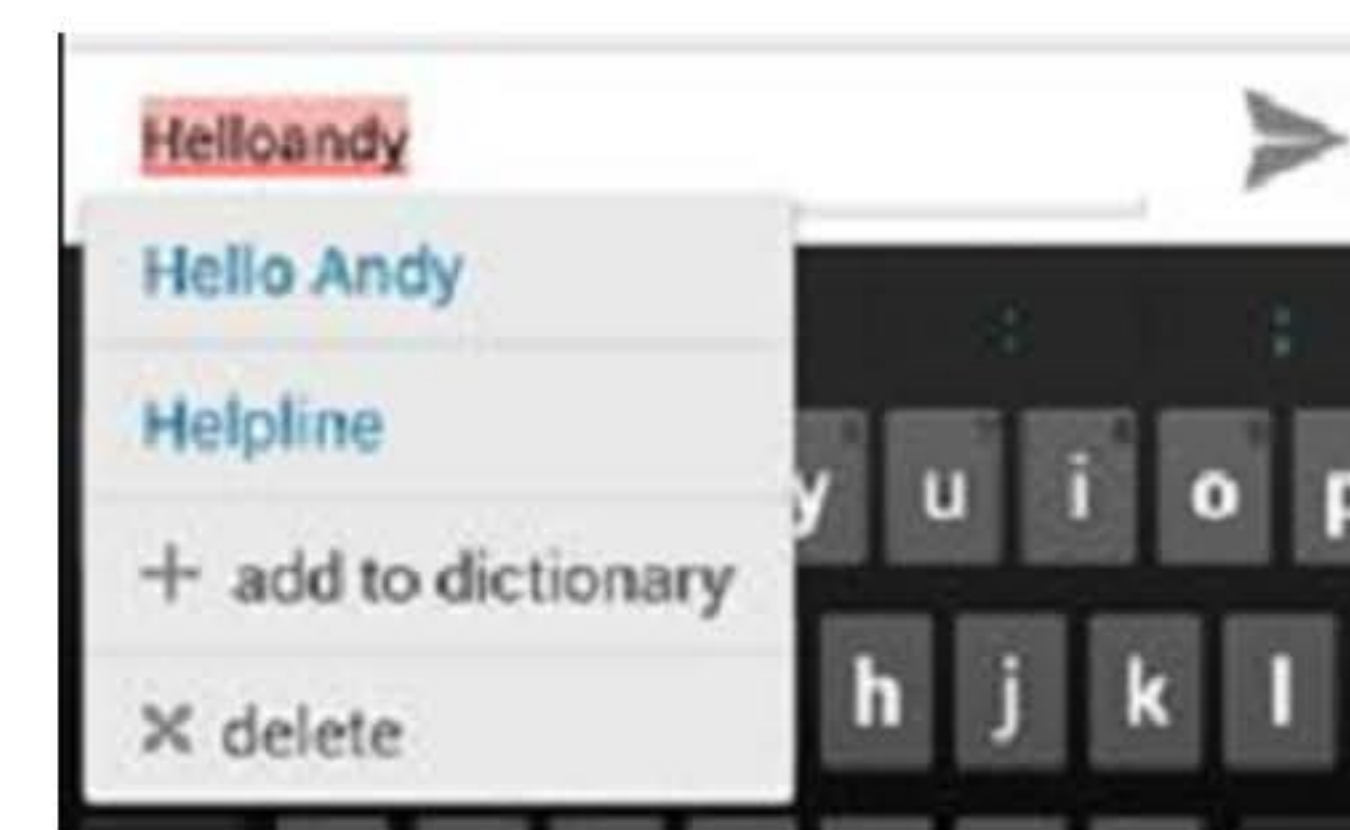 Helloandy
Hello Andy
Helpline
+ add to dictionary
× delete
: :
y u i o p
h j k l